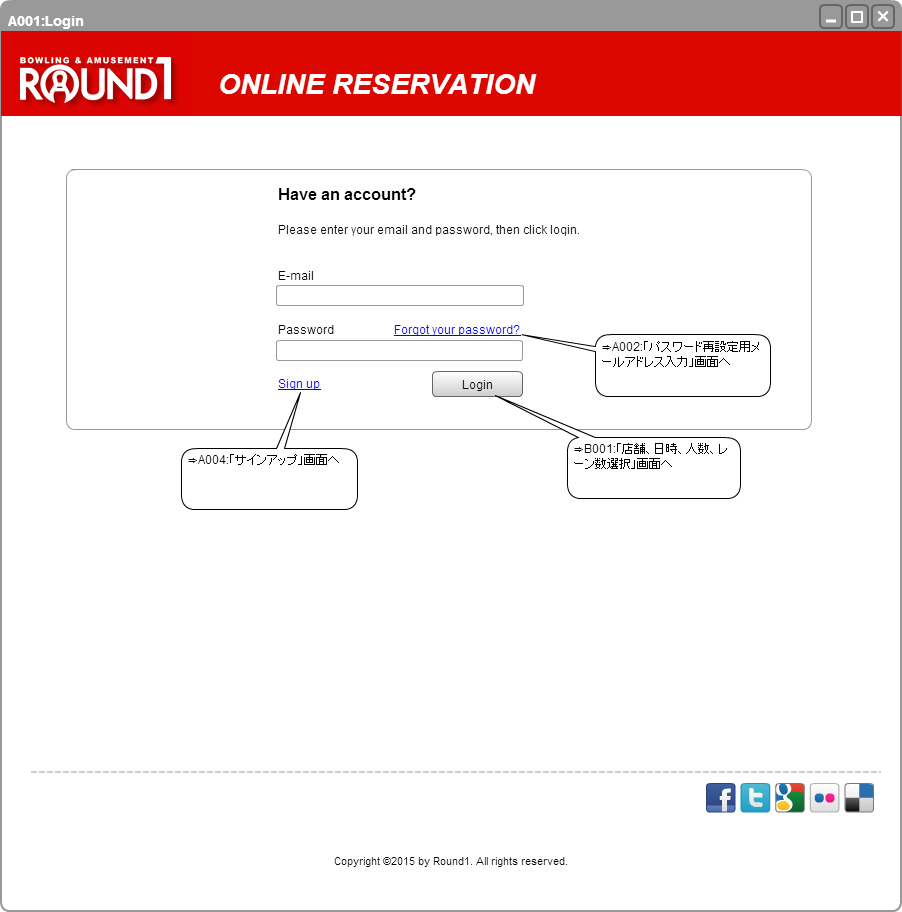 A001:Login
BOWLING & AMUSEMENT
ROUND1
ONLINE RESERVATION
Have an account?
Please enter your email and password, then click login.
E-mail
Password
Forgot your password?
⇒A002:「パスワード再設定用メ
ールアドレス入力」画面へ
Sign up
Login
⇒B001:「店舗、日時、人数、レ
ーン数選択」画面へ
⇒A004:「サインアップ」画面へ
Copyright ©2015 by Round1. All rights reserved.